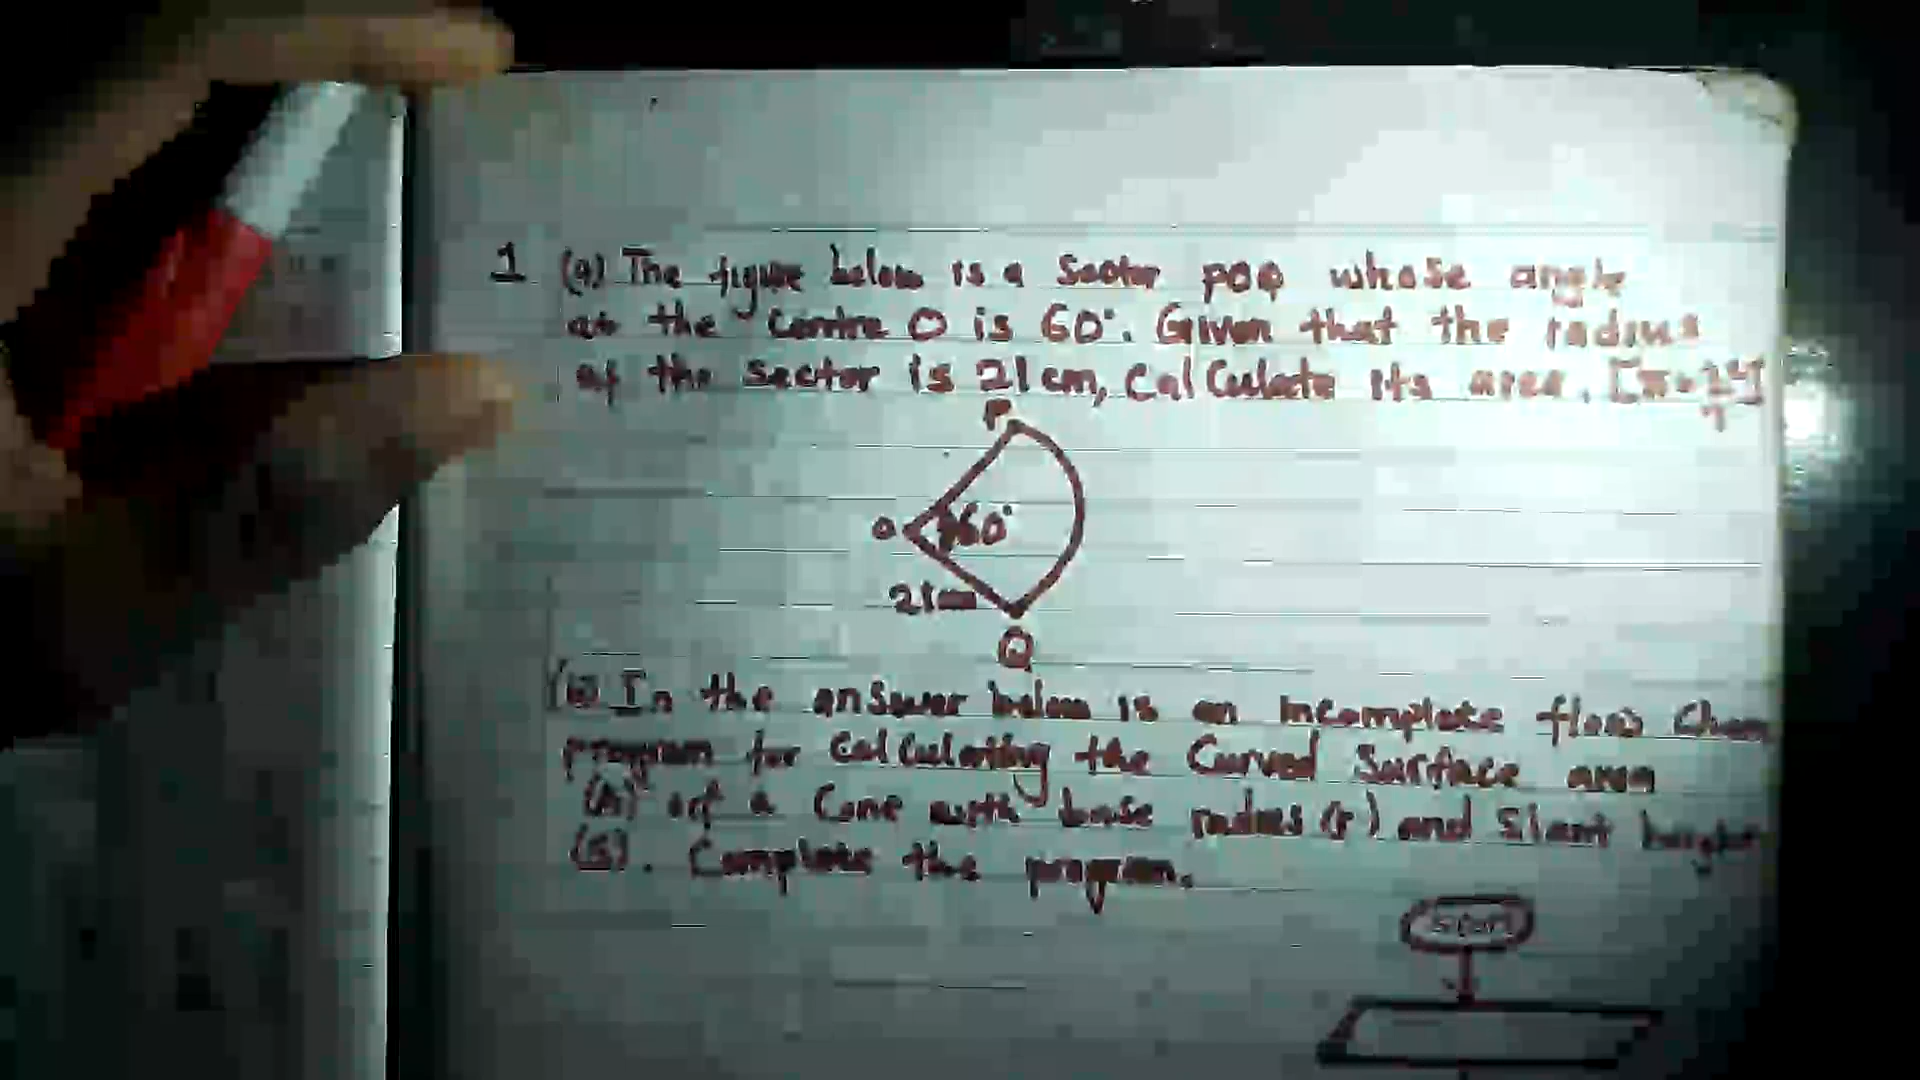 1 (a) The figure below is a Sector POQ whose angle
at the Centre O is 60°. Given that the radius
of the Sector is 21cm, Calculate its area. [π=22/7]
P
O 60°
21cm
Q
(b) In the answer below is an incomplete flow Chart
program for Calculating the Curved Surface area
(A) of a Cone with base radius (r) and Slant height
(S). Complete the program.
Start